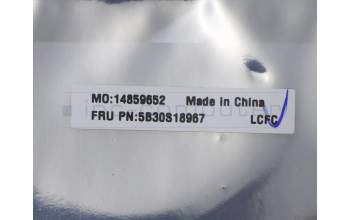 MO:14859652 Made in China
FRU PN:5B30S18967 LCFC